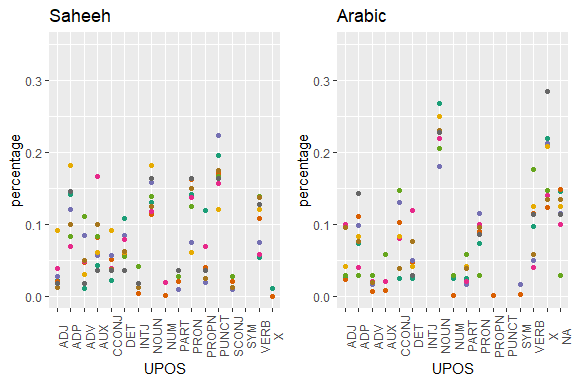 Saheeh
Arabic
percentage
0.3
0.2
0.1
0.0
ADJ
ADP
ADV
AUX
CCONJ
DET
INTJ
NOUN
NUM
PART
PRON
PROPN
PUNCT
SCONJ
SYM
VERB
X
UPOS
percentage
0.3
0.2
0.1
0.0
ADJ
ADP
ADV
AUX
CCONJ
DET
INTJ
NOUN
NUM
PART
PRON
PROPN
PUNCT
SYM
VERB
X
NA
UPOS